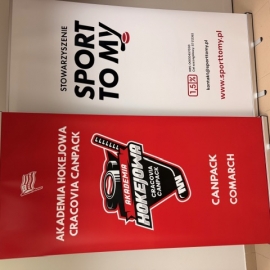 STOWARZYSZENIE
SPORT
TO MY
1,5%
kontakt@sporttomy.pl
www.sporttomy.pl
AKADEMIA HOKEJOWA
CRACOVIA CANPACK
AKADEMIA
HOKEJOWA
CRACOVIA
CANPACK
CANPACK
COMARCH